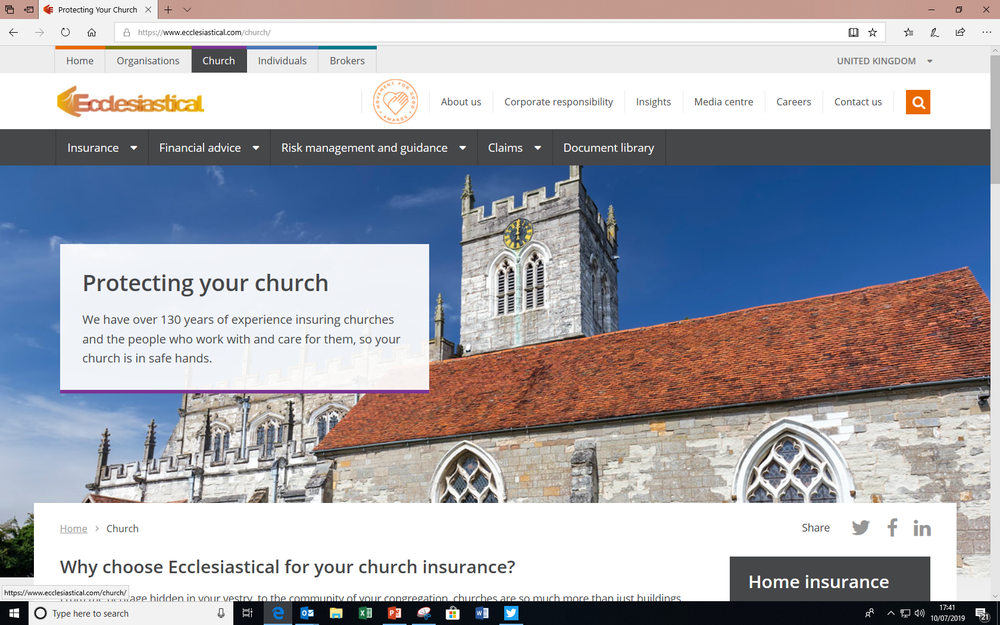 Protecting Your Church
https://www.ecclesiastical.com/church/
Home
Organisations
Church
Individuals
Brokers
UNITED KINGDOM
Ecclesiastical
MOVEMENT FOR GOOD
AWARDS
About us
Corporate responsibility
Insights
Media centre
Careers
Contact us
Insurance
Financial advice
Risk management and guidance
Claims
Document library
Protecting your church
We have over 130 years of experience insuring churches
and the people who work with and care for them, so your
church is in safe hands.
Home > Church
Share
Why choose Ecclesiastical for your church insurance?
Home insurance
hidden in your vestry, to the community of your congregation, churches are so much more than just buildings.
https://www.ecclesiastical.com/church/
Type here to search
17:41
10/07/2019
21